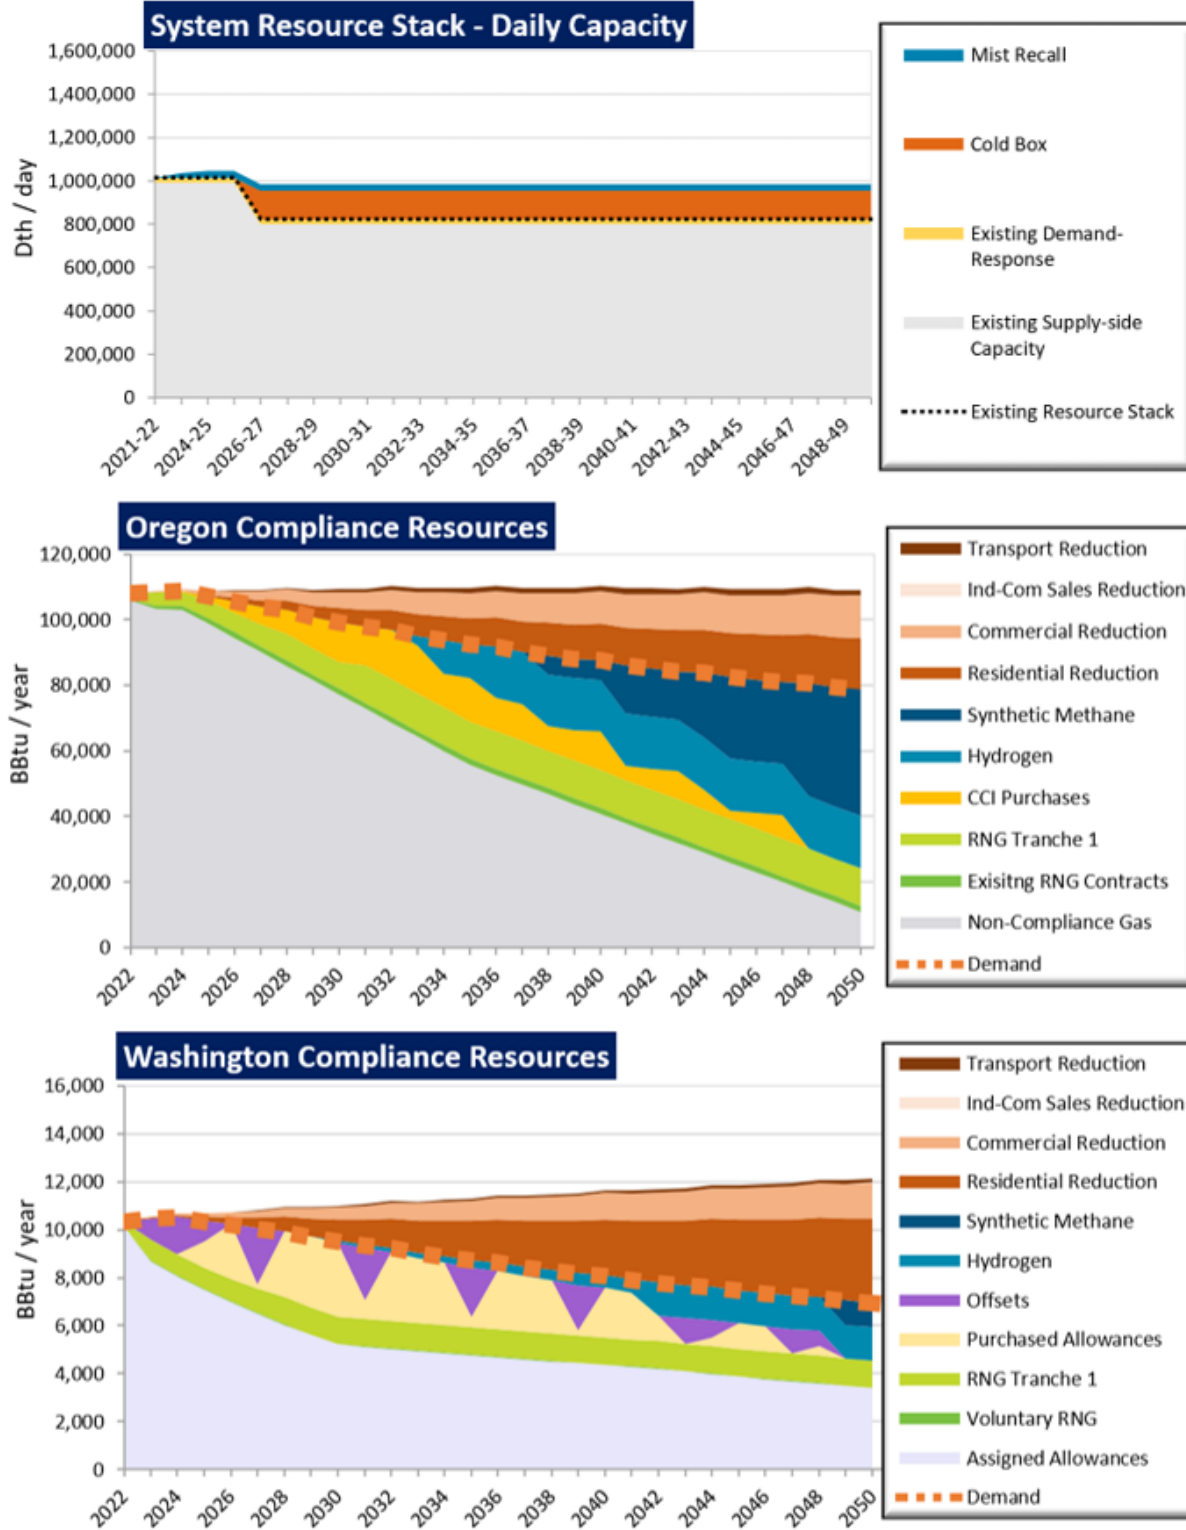 System Resource Stack - Daily Capacity
Dth / day
1,600,000
1,400,000
1,200,000
1,000,000
800,000
600,000
400,000
200,000
0
2021-22
2024-25
2026-27
2028-29
2030-31
2032-33
2034-35
2036-37
2038-39
2040-41
2042-43
2044-45
2046-47
2048-49
Mist Recall
Cold Box
Existing Demand-
Response
Existing Supply-side
Capacity
Existing Resource Stack
Oregon Compliance Resources
BBtu / year
120,000
100,000
80,000
60,000
40,000
20,000
0
2022
2024
2026
2028
2030
2032
2034
2036
2038
2040
2042
2044
2046
2048
2050
Transport Reduction
Ind-Com Sales Reduction
Commercial Reduction
Residential Reduction
Synthetic Methane
Hydrogen
CCI Purchases
RNG Tranche 1
Exisitng RNG Contracts
Non-Compliance Gas
Demand
Washington Compliance Resources
BBtu / year
16,000
14,000
12,000
10,000
8,000
6,000
4,000
2,000
0
2022
2024
2026
2028
2030
2032
2034
2036
2038
2040
2042
2044
2046
2048
2050
Transport Reduction
Ind-Com Sales Reduction
Commercial Reduction
Residential Reduction
Synthetic Methane
Hydrogen
Offsets
Purchased Allowances
RNG Tranche 1
Voluntary RNG
Assigned Allowances
Demand